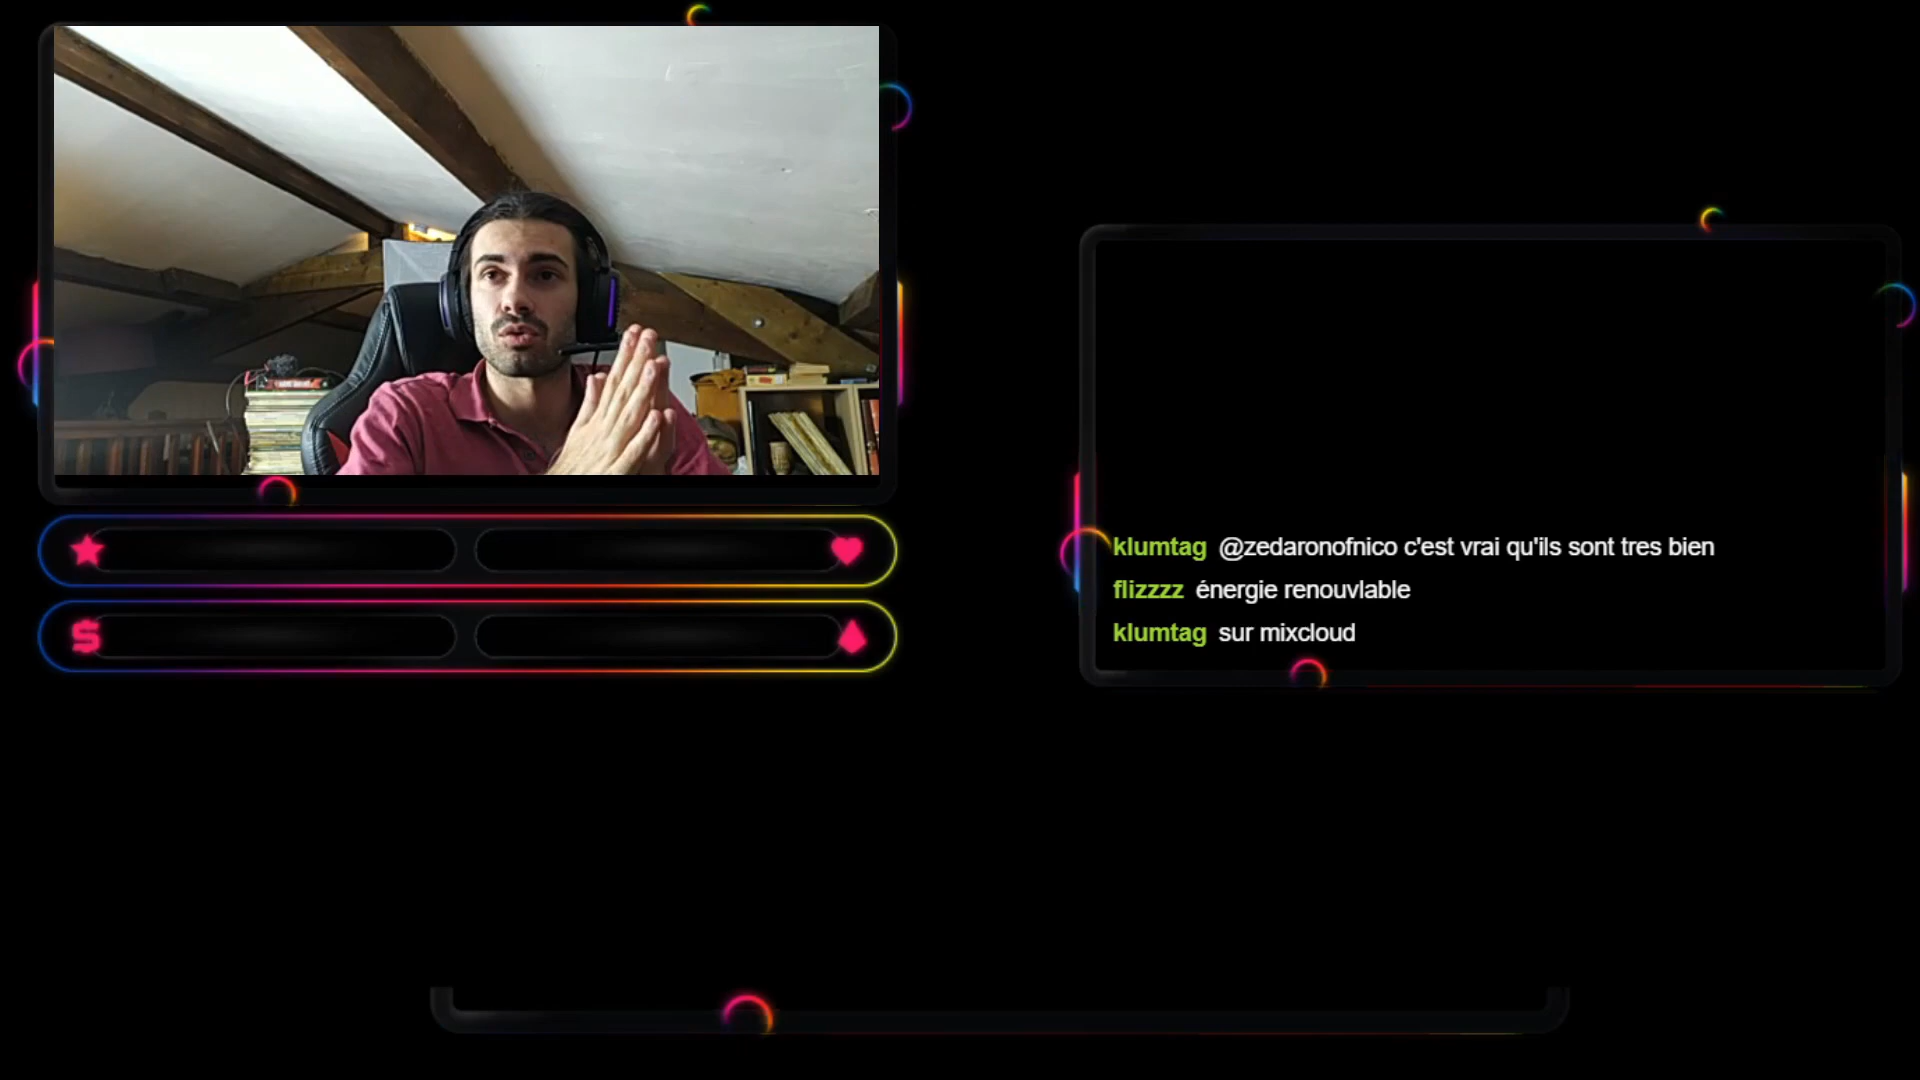 klumtag @zedaronofnico c'est vrai qu'ils sont tres bien
flizzzz énergie renouvlable
klumtag sur mixcloud